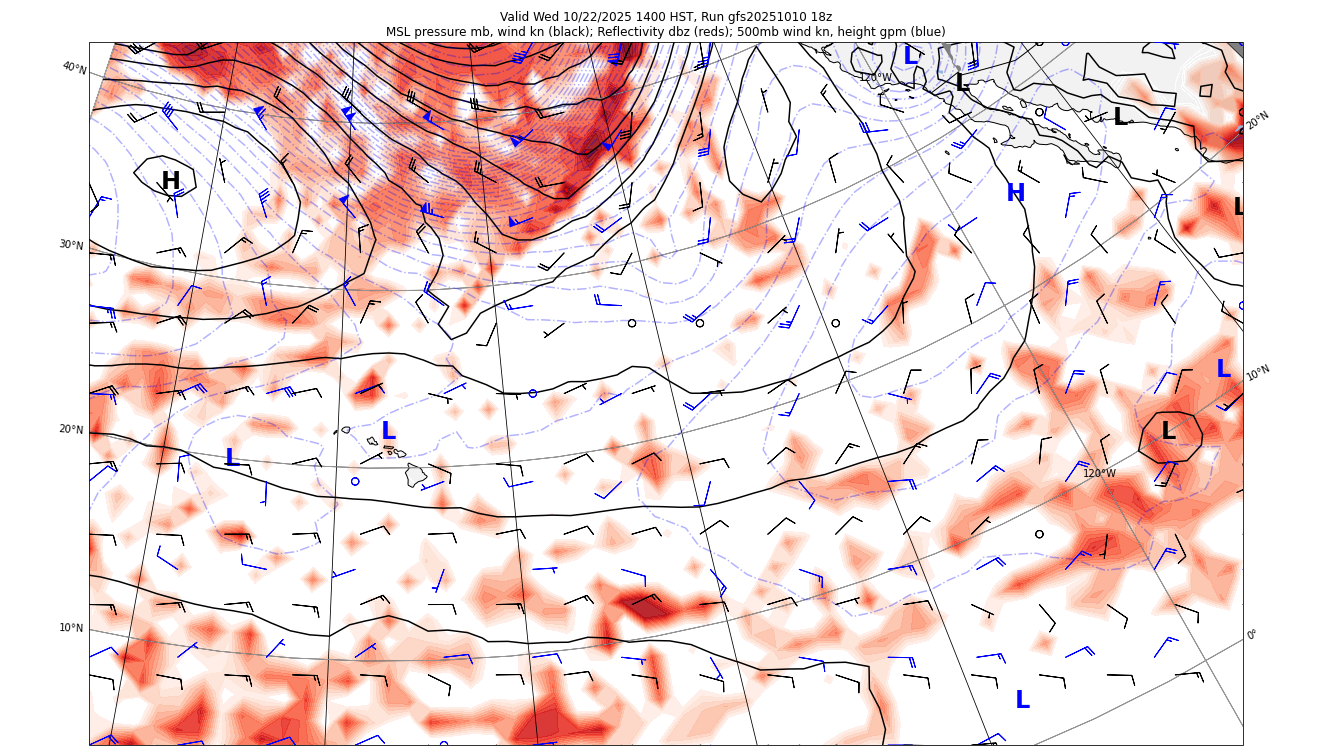 Valid Wed 10/22/2025 1400 HST, Run gfs20251010 18z
MSL pressure mb, wind kn (black); Reflectivity dbz (reds); 500mb wind kn, height gpm (blue)
L
40°N
120°W
L
L
20°N
H
H
L
30°N
L
10°N
20°N
L
L
L
120°W
10°N
0°
L